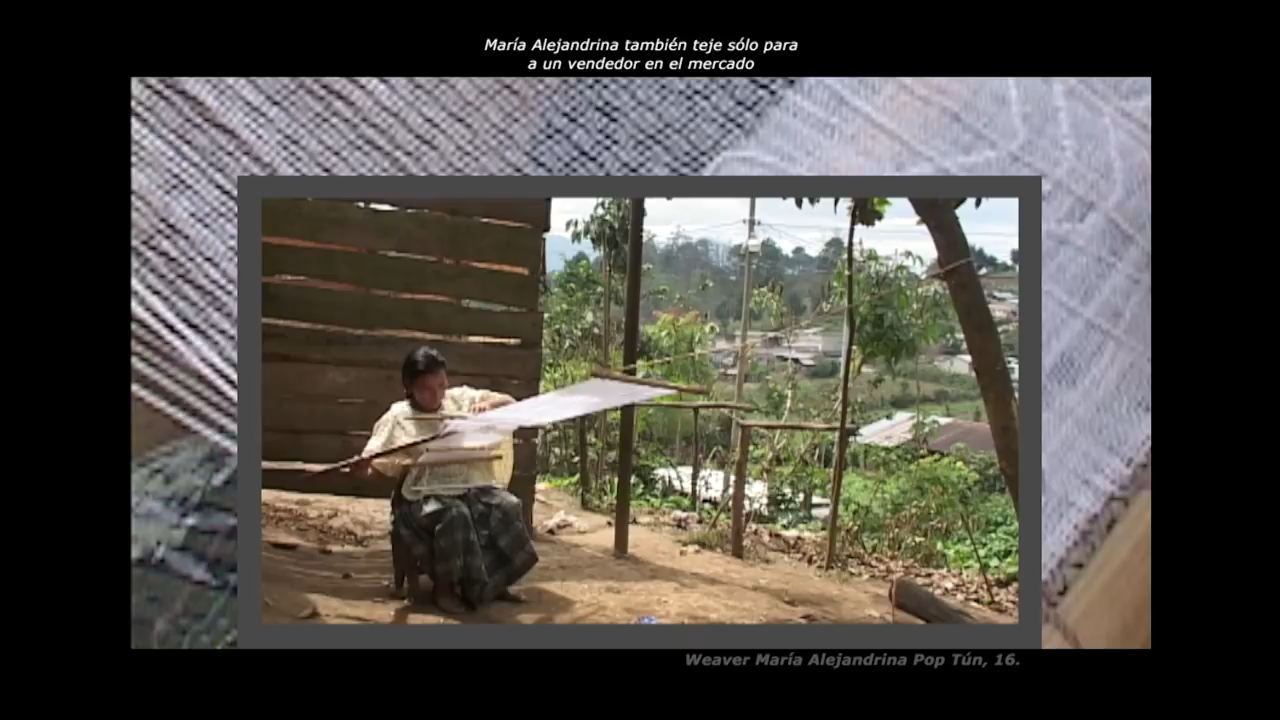 María Alejandrina también teje sólo para
a un vendedor en el mercado
Weaver María Alejandrina Pop Tún, 16.